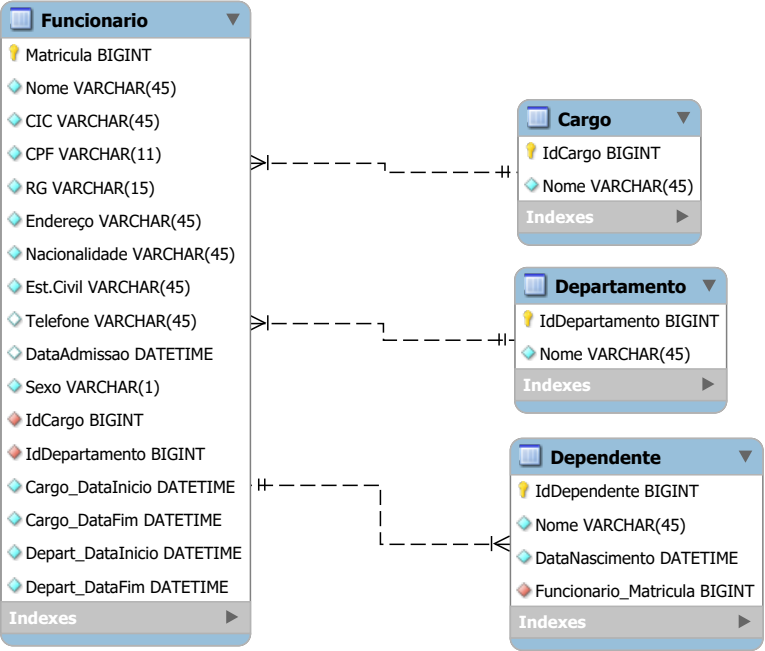 Funcionario
Matricula BIGINT
Nome VARCHAR(45)
CIC VARCHAR(45)
CPF VARCHAR(11)
RG VARCHAR(15)
Endereço VARCHAR(45)
Nacionalidade VARCHAR(45)
Est.Civil VARCHAR(45)
Telefone VARCHAR(45)
DataAdmissao DATETIME
Sexo VARCHAR(1)
IdCargo BIGINT
IdDepartamento BIGINT
Cargo_DataInicio DATETIME
Cargo_DataFim DATETIME
Depart_DataInicio DATETIME
Depart_DataFim DATETIME
Indexes
Cargo
IdCargo BIGINT
Nome VARCHAR(45)
Indexes
Departamento
IdDepartamento BIGINT
Nome VARCHAR(45)
Indexes
Dependente
IdDependente BIGINT
Nome VARCHAR(45)
DataNascimento DATETIME
Funcionario_Matricula BIGINT
Indexes